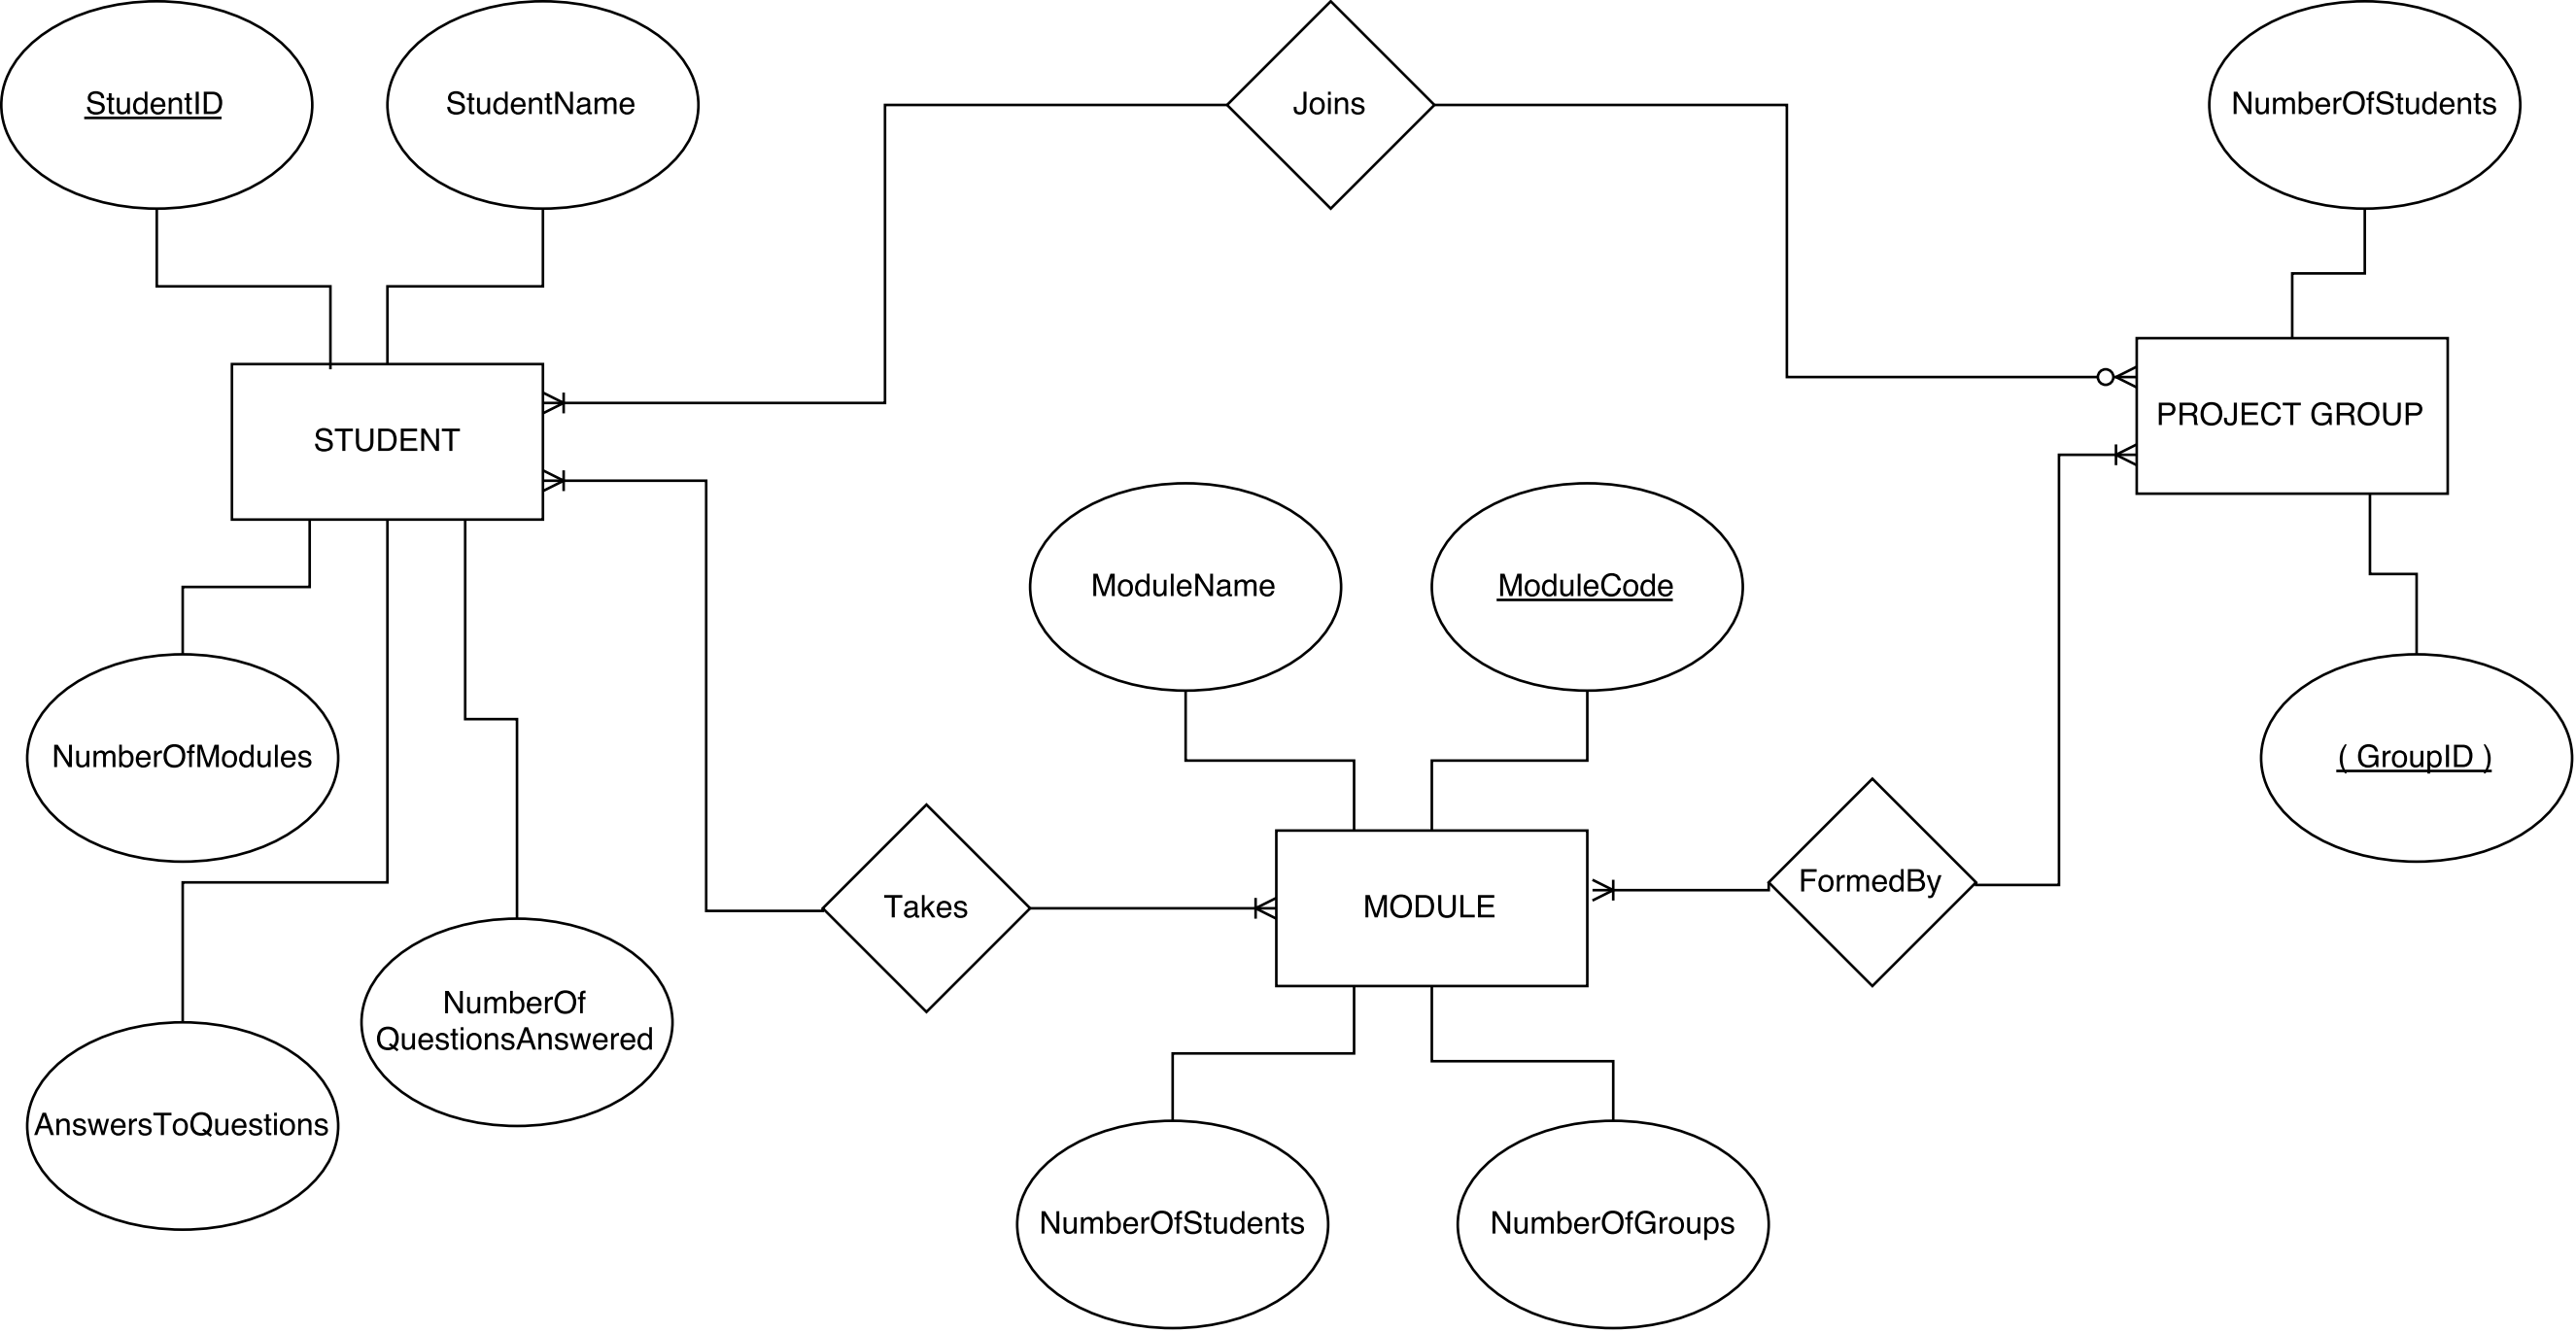 StudentID
StudentName
Joins
NumberOfStudents
STUDENT
PROJECT GROUP
ModuleName
ModuleCode
NumberOfModules
( GroupID )
Takes
MODULE
FormedBy
NumberOf
QuestionsAnswered
AnswersToQuestions
NumberOfStudents
NumberOfGroups